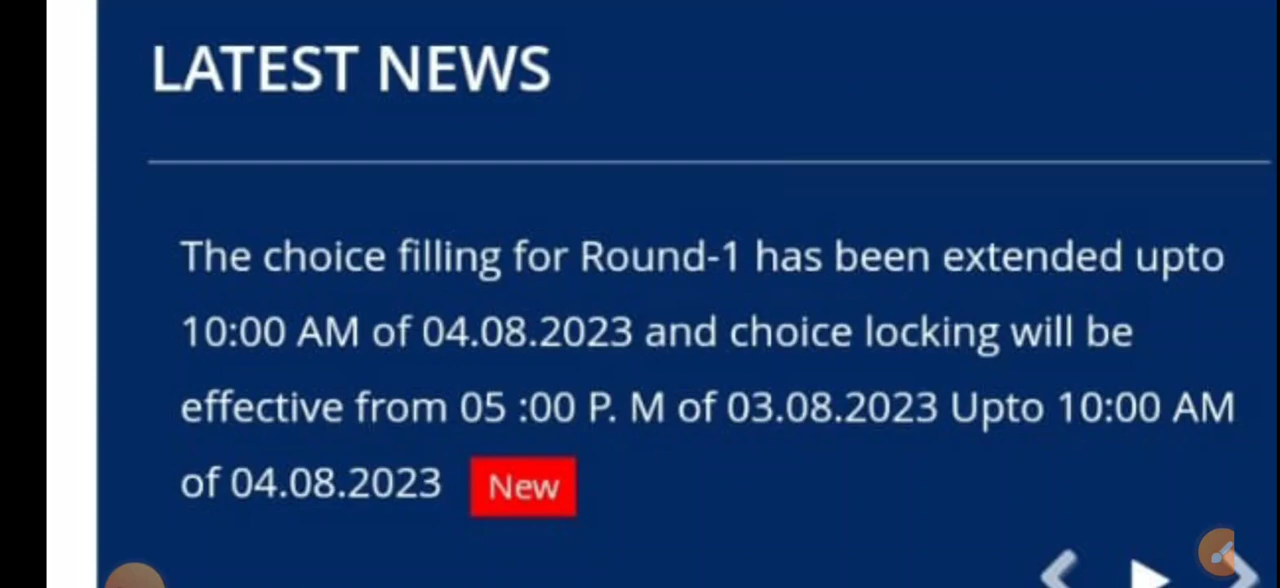 LATEST NEWS
The choice filling for Round-1 has been extended upto
10:00 AM of 04.08.2023 and choice locking will be
effective from 05 :00 P. M of 03.08.2023 Upto 10:00 AM
of 04.08.2023 New